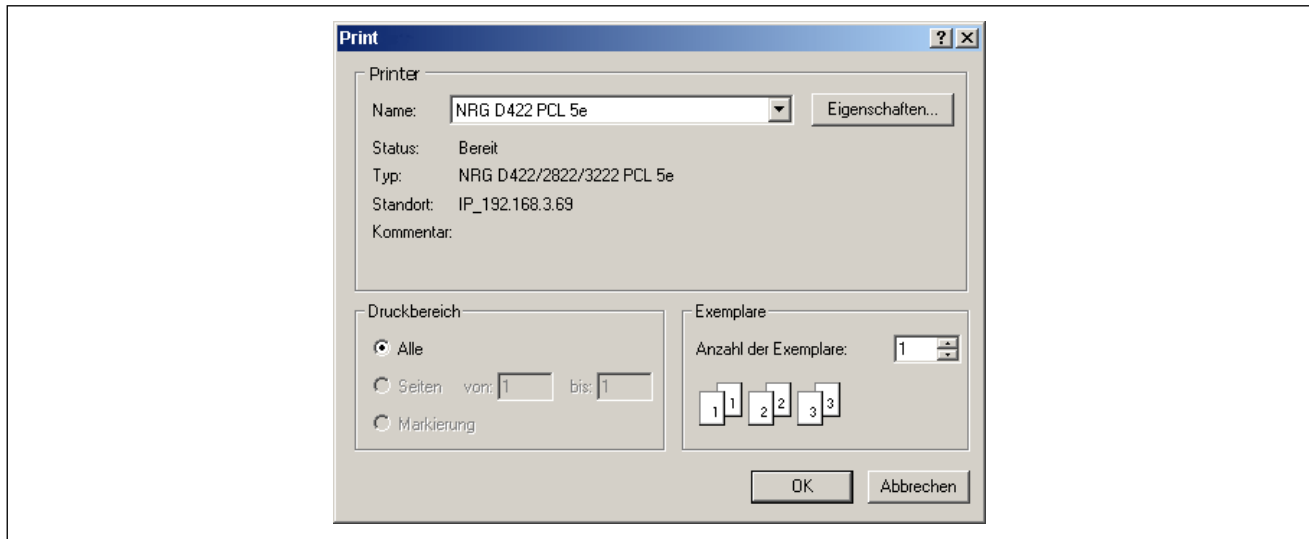 Print
Printer
Name: NRG D422 PCL 5e Eigenschaften...
Status: Bereit
Typ: NRG D422/2822/3222 PCL 5e
Standort: IP_192.168.3.69
Kommentar:
Druckbereich
Alle
Seiten von: 1 bis: 1
Markierung
Exemplare
Anzahl der Exemplare: 1
1 1 2 2 3 3
OK Abbrechen